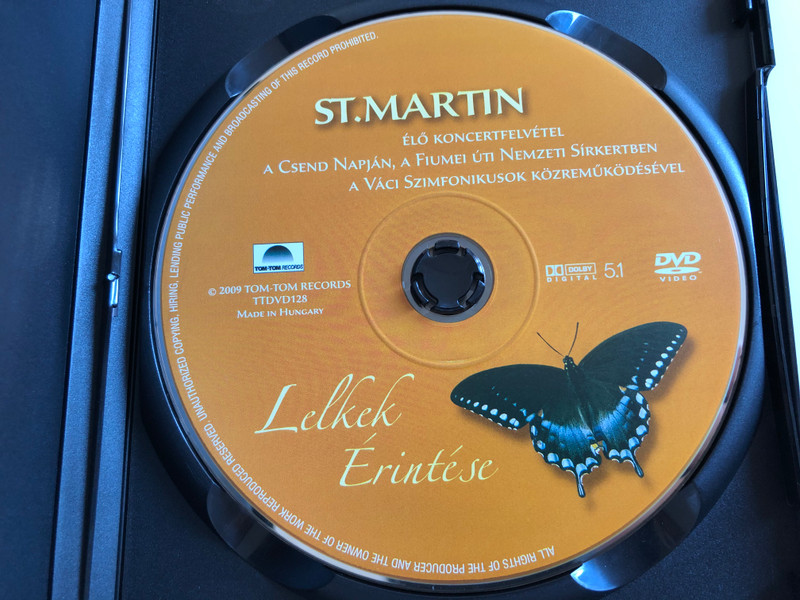 ST.MARTIN
ÉLŐ KONCERTFELVÉTEL
A CSEND NAPJÁN, A FIUMEI ÚTI NEMZETI SÍRKERTBEN
A VÁCI SZIMFONIKUSOK KÖZREMŰKÖDÉSÉVEL
TOM-TOM RECORDS
© 2009 TOM-TOM RECORDS
TTDVD128
MADE IN HUNGARY
DOLBY
DIGITAL 5.1
DVD
VIDEO
Lelkek
Érintése
ALL RIGHTS OF THE PRODUCER AND THE OWNER OF THE WORK REPRODUCED RESERVED. UNAUTHORIZED COPYING, HIRING, LENDING PUBLIC PERFORMANCE AND BROADCASTING OF THIS RECORD PROHIBITED.